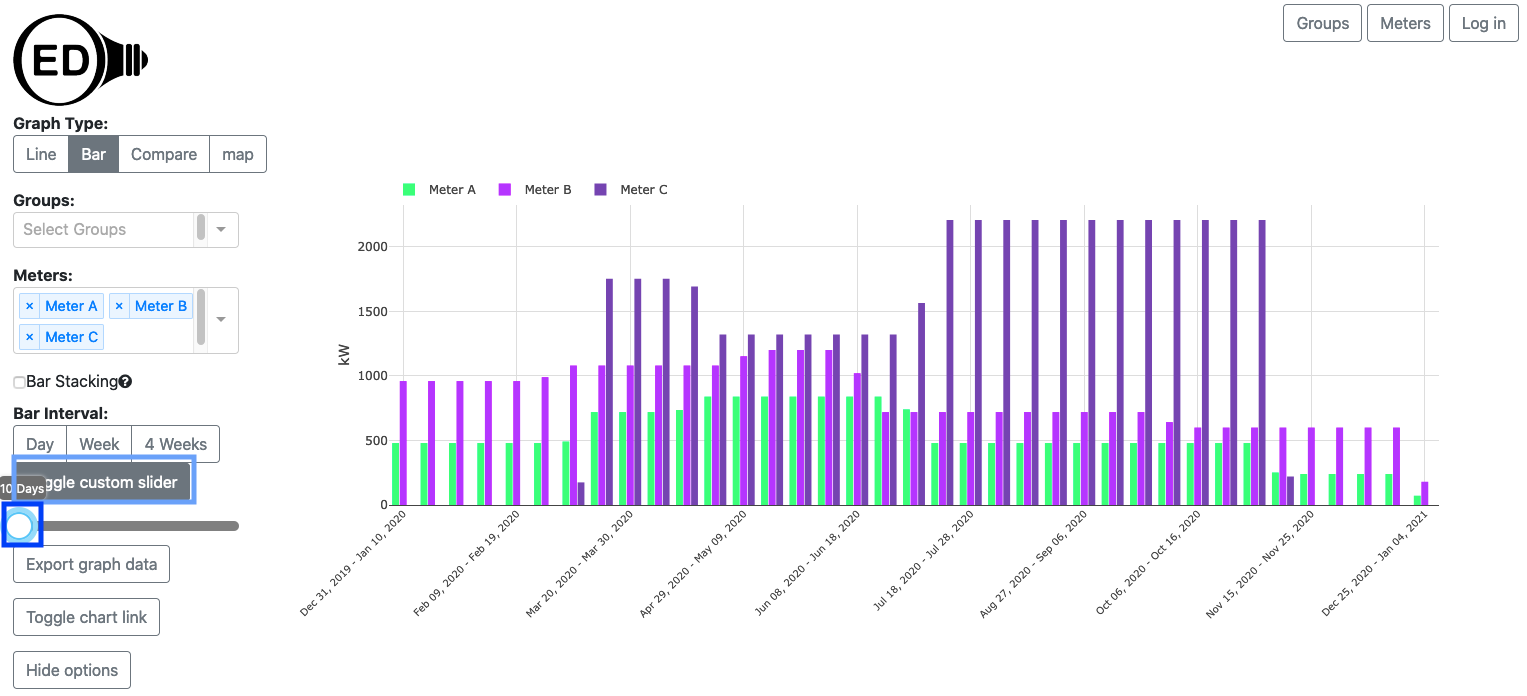 Groups Meters Log in
ED
Graph Type:
Line Bar Compare map
Groups:
Select Groups
Meters:
× Meter A × Meter B
× Meter C
Bar Stacking
Bar Interval:
Day Week 4 Weeks
ggle custom slider
10 Days
Export graph data
Toggle chart link
Hide options
Meter A Meter B Meter C
kW
2000
1500
1000
500
0
Dec 31, 2019 - Jan 10, 2020
Feb 09, 2020 - Feb 19, 2020
Mar 20, 2020 - Mar 30, 2020
Apr 29, 2020 - May 09, 2020
Jun 08, 2020 - Jun 18, 2020
Jul 18, 2020 - Jul 28, 2020
Aug 27, 2020 - Sep 06, 2020
Oct 06, 2020 - Oct 16, 2020
Nov 15, 2020 - Nov 25, 2020
Dec 25, 2020 - Jan 04, 2021